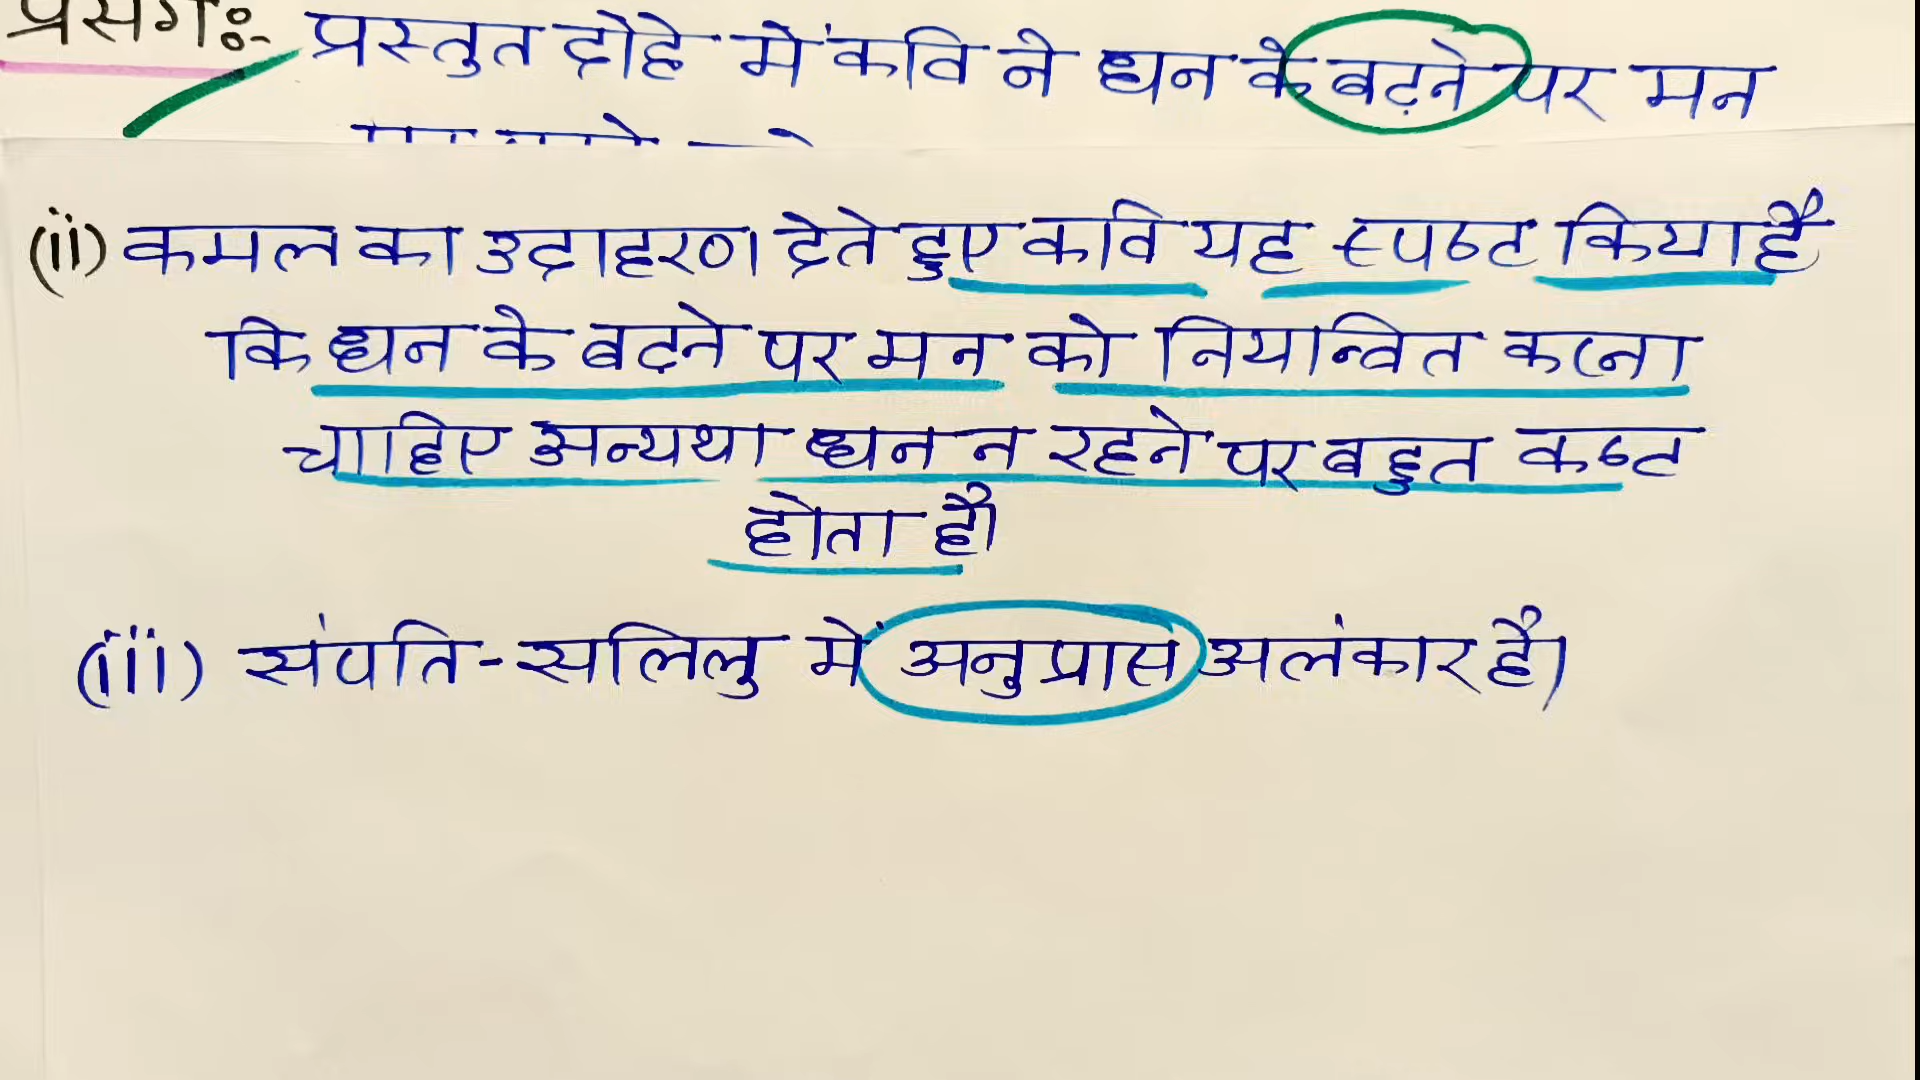 प्रसंग:- प्रस्तुत दोहे में कवि ने धन के बढ़ने पर मन
(ii) कमल का उदाहरण देते हुए कवि यह स्पष्ट किया है
कि धन के बढ़ने पर मन को नियन्त्रित करना
चाहिए अन्यथा धन न रहने पर बहुत कष्ट
होता है।
(iii) संपति-सलिलु में अनुप्रास अलंकार है।